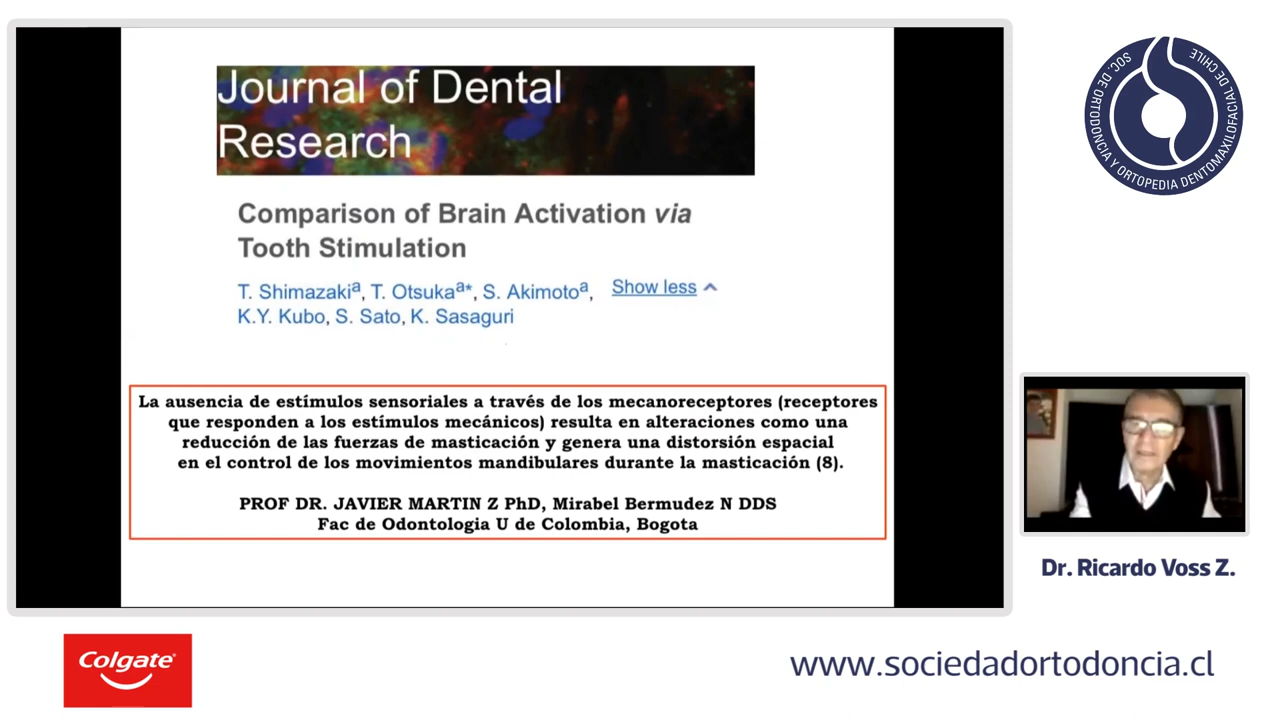 Journal of Dental
Research
Comparison of Brain Activation via
Tooth Stimulation
T. Shimazakiª, T. Otsukaª*, S. Akimotoª, Show less
K.Y. Kubo, S. Sato, K. Sasaguri
La ausencia de estímulos sensoriales a través de los mecanoreceptores (receptores
que responden a los estímulos mecánicos) resulta en alteraciones como una
reducción de las fuerzas de masticación y genera una distorsión espacial
en el control de los movimientos mandibulares durante la masticación (8).
PROF DR. JAVIER MARTIN Z PhD, Mirabel Bermudez N DDS
Fac de Odontologia U de Colombia, Bogota
SOC. DE ORTODONCIA Y ORTOPEDIA DENTOMAXILOFACIAL DE CHILE
Dr. Ricardo Voss Z.
Colgate®
www.sociedadortodoncia.cl